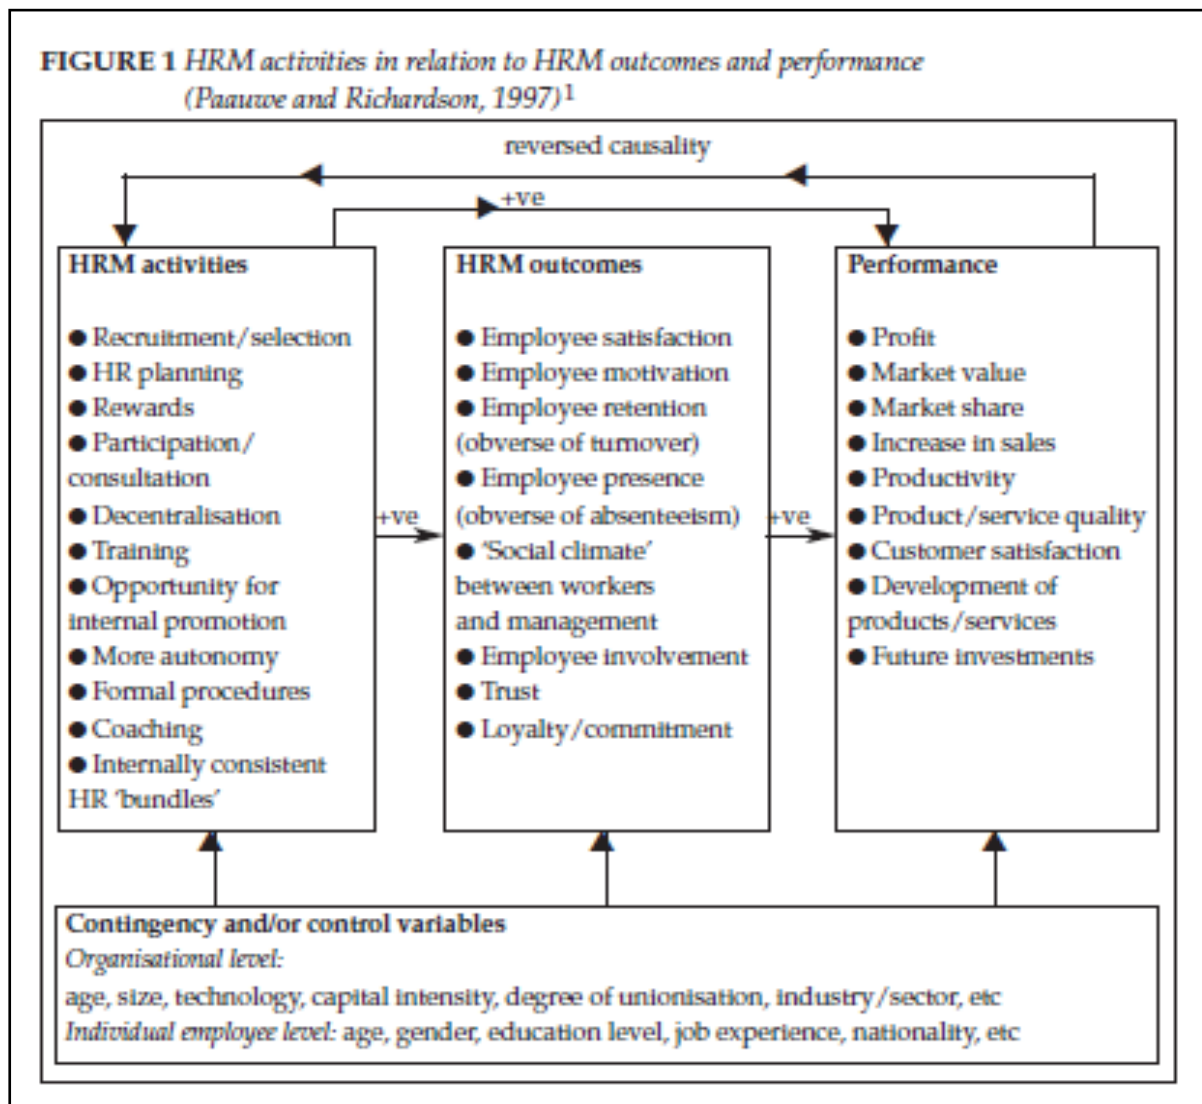 FIGURE 1 HRM activities in relation to HRM outcomes and performance
(Paauwe and Richardson, 1997)1
reversed causality
+ve
HRM activities
● Recruitment/selection
● HR planning
● Rewards
● Participation/
consultation
● Decentralisation
● Training
● Opportunity for
internal promotion
● More autonomy
● Formal procedures
● Coaching
● Internally consistent
HR 'bundles'
+ve
HRM outcomes
● Employee satisfaction
● Employee motivation
● Employee retention
(obverse of turnover)
● Employee presence
(obverse of absenteeism)
● 'Social climate'
between workers
and management
● Employee involvement
● Trust
● Loyalty/commitment
+ve
Performance
● Profit
● Market value
● Market share
● Increase in sales
● Productivity
● Product/service quality
● Customer satisfaction
● Development of
products/services
● Future investments
Contingency and/or control variables
Organisational level:
age, size, technology, capital intensity, degree of unionisation, industry/sector, etc
Individual employee level: age, gender, education level, job experience, nationality, etc